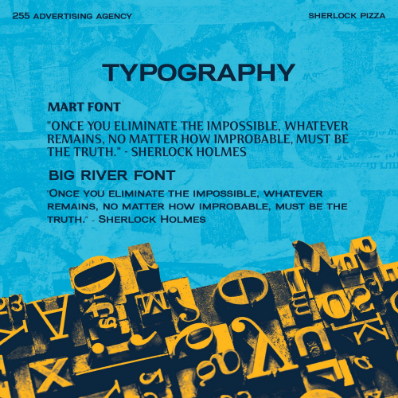 255 ADVERTISING AGENCY
SHERLOCK PIZZA
TYPOGRAPHY
MART FONT
"ONCE YOU ELIMINATE THE IMPOSSIBLE, WHATEVER
REMAINS, NO MATTER HOW IMPROBABLE, MUST BE
THE TRUTH." - SHERLOCK HOLMES
BIG RIVER FONT
"Once you eliminate the impossible, whatever
remains, no matter how improbable, must be the
truth." - Sherlock Holmes